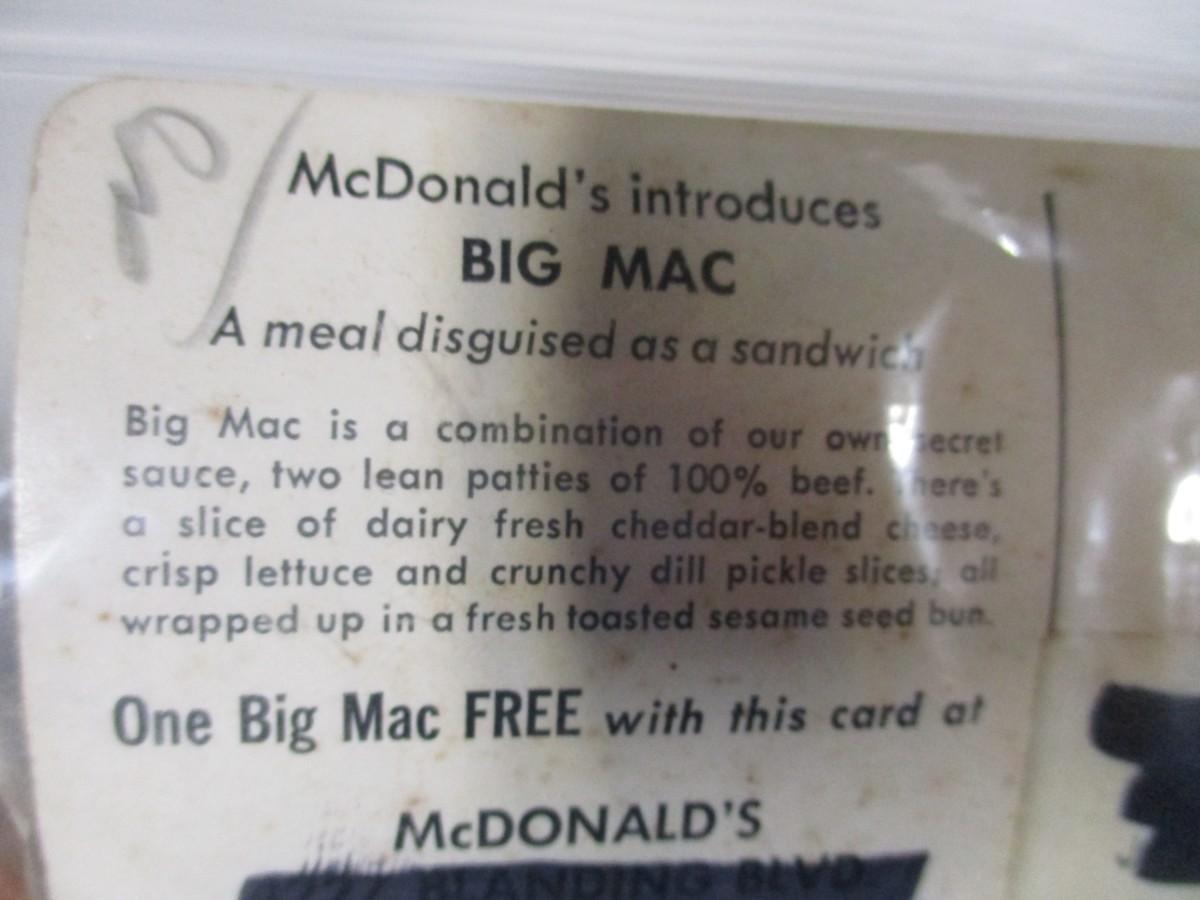 McDonald's introduces
BIG MAC
A meal disguised as a sandwich
Big Mac is a combination of our own secret
sauce, two lean patties of 100% beef. There's
a slice of dairy fresh cheddar-blend cheese,
crisp lettuce and crunchy dill pickle slices, all
wrapped up in a fresh toasted sesame seed bun.
One Big Mac FREE with this card at
McDONALD'S
BLANDING BLVD